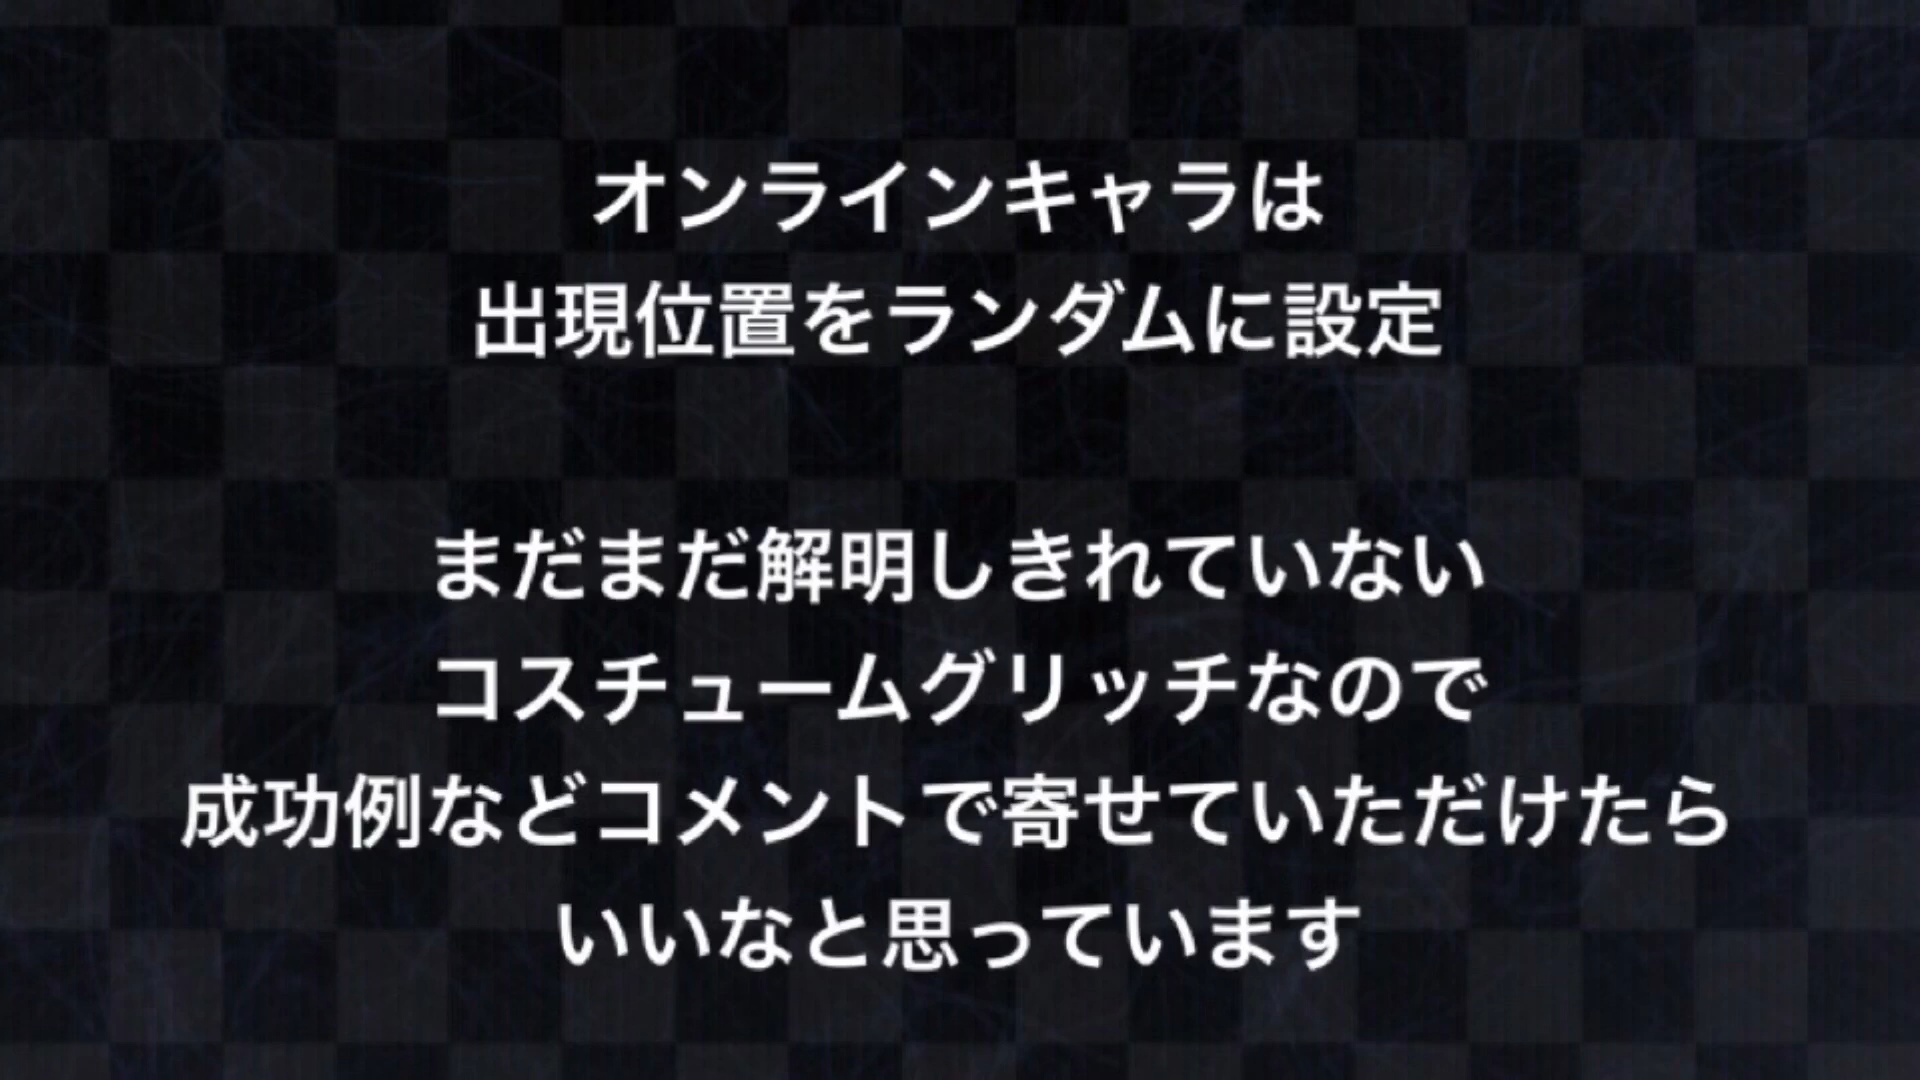 オンラインキャラは
出現位置をランダムに設定
まだまだ解明しきれていない
コスチュームグリッチなので
成功例などコメントで寄せていただけたら
いいなと思っています